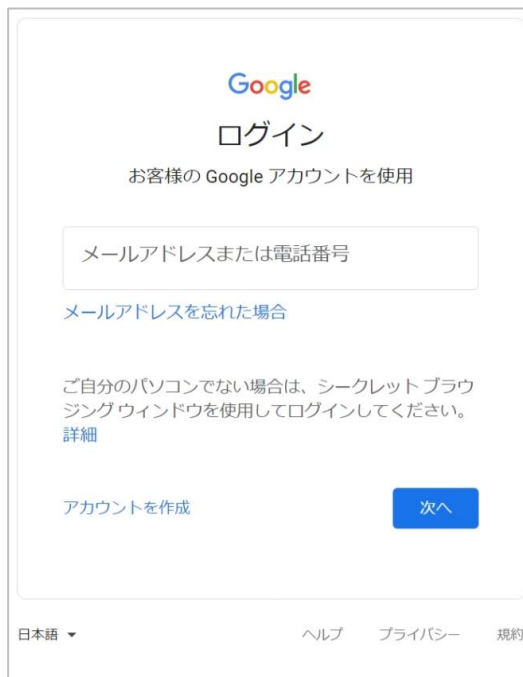 Google
ログイン
お客様の Google アカウントを使用
メールアドレスまたは電話番号
メールアドレスを忘れた場合
ご自分のパソコンでない場合は、シークレット ブラウ
ジング ウィンドウを使用してログインしてください。
詳細
アカウントを作成
次へ
日本語
ヘルプ プライバシー 規約